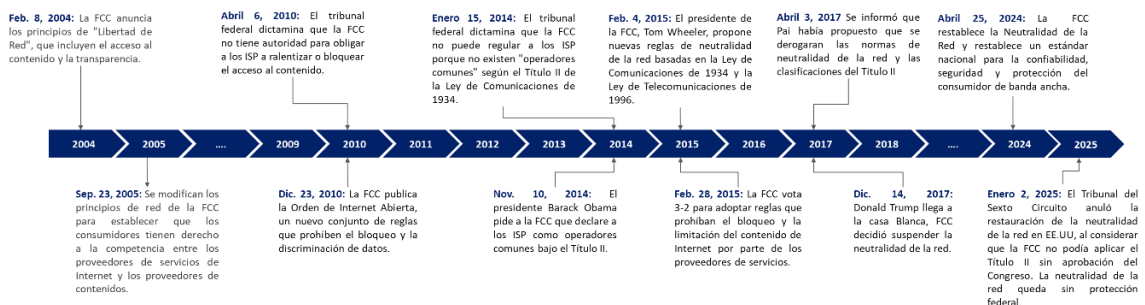 Feb. 8, 2004: La FCC anuncia
los principios de "Libertad de
Red", que incluyen el acceso al
contenido y la transparencia.
Abril 6, 2010: El tribunal
federal dictamina que la FCC
no tiene autoridad para obligar
a los ISP a ralentizar o bloquear
el acceso al contenido.
Enero 15, 2014: El tribunal
federal dictamina que la FCC
no puede regular a los ISP
porque no existen "operadores
comunes" según el Título II de
la Ley de Comunicaciones de
1934.
Feb. 4, 2015: El presidente de
la FCC, Tom Wheeler, propone
nuevas reglas de neutralidad
de la red basadas en la Ley de
Comunicaciones de 1934 y la
Ley de Telecomunicaciones de
1996.
Abril 3, 2017 Se informó que
Pai había propuesto que se
derogaran las normas de
neutralidad de la red y las
clasificaciones del Título II
Abril 25, 2024: La FCC
restablece la Neutralidad de la
Red y restablece un estándar
nacional para la confiabilidad,
seguridad y protección del
consumidor de banda ancha.
2004 2005 .... 2009 2010 2011 2012 2013 2014 2015 2016 2017 2018 .... 2024 2025
Sep. 23, 2005: Se modifican los
principios de red de la FCC
para establecer que los
consumidores tienen derecho
a la competencia entre los
proveedores de servicios de
Internet y los proveedores de
contenidos.
Dic. 23, 2010: La FCC publica
la Orden de Internet Abierta,
un nuevo conjunto de reglas
que prohíben el bloqueo y la
discriminación de datos.
Nov. 10, 2014: El
presidente Barack Obama
pide a la FCC que declare a
los ISP como operadores
comunes bajo el Título II.
Feb. 28, 2015: La FCC vota
3-2 para adoptar reglas que
prohíban el bloqueo y la
limitación del contenido de
Internet por parte de los
proveedores de servicios.
Dic. 14, 2017:
Donald Trump llega a
la casa Blanca, FCC
decidió suspender la
neutralidad de la red.
Enero 2, 2025: El Tribunal del
Sexto Circuito anuló la
restauración de la neutralidad
de la red en EE.UU, al considerar
que la FCC no podía aplicar el
Título II sin aprobación del
Congreso. La neutralidad de la
red queda sin protección
federal.